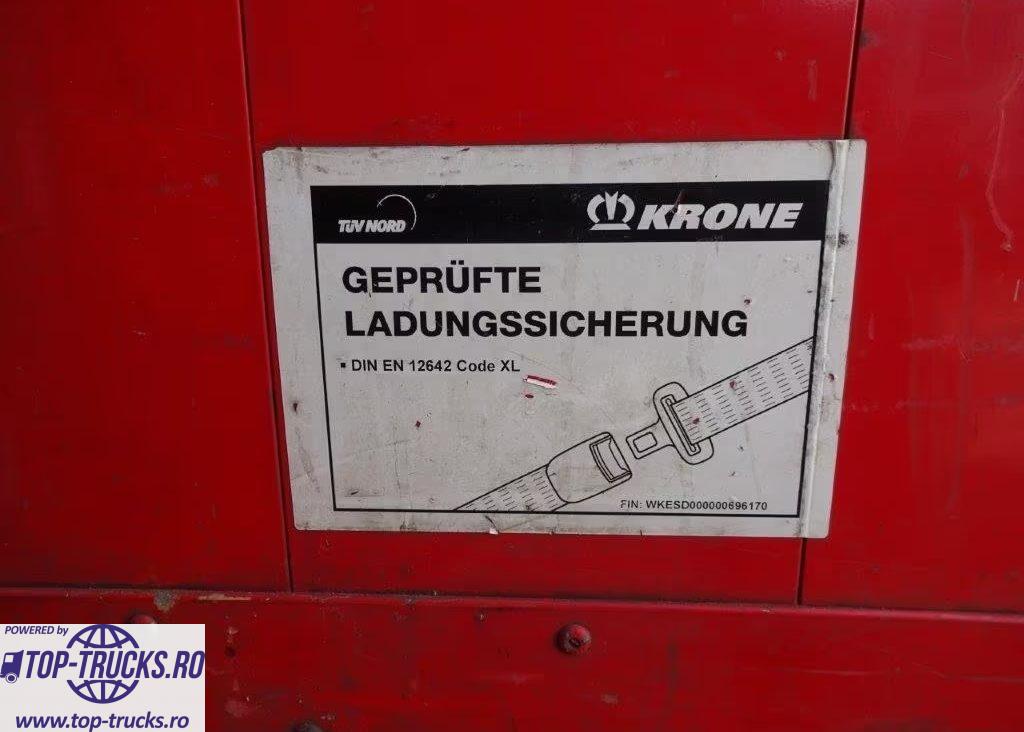 TÜV NORD
KRONE
GEPRÜFTE
LADUNGSSICHERUNG
▪ DIN EN 12642 Code XL
FIN: WKESD000000696170
POWERED by
TOP-TRUCKS.RO
www.top-trucks.ro